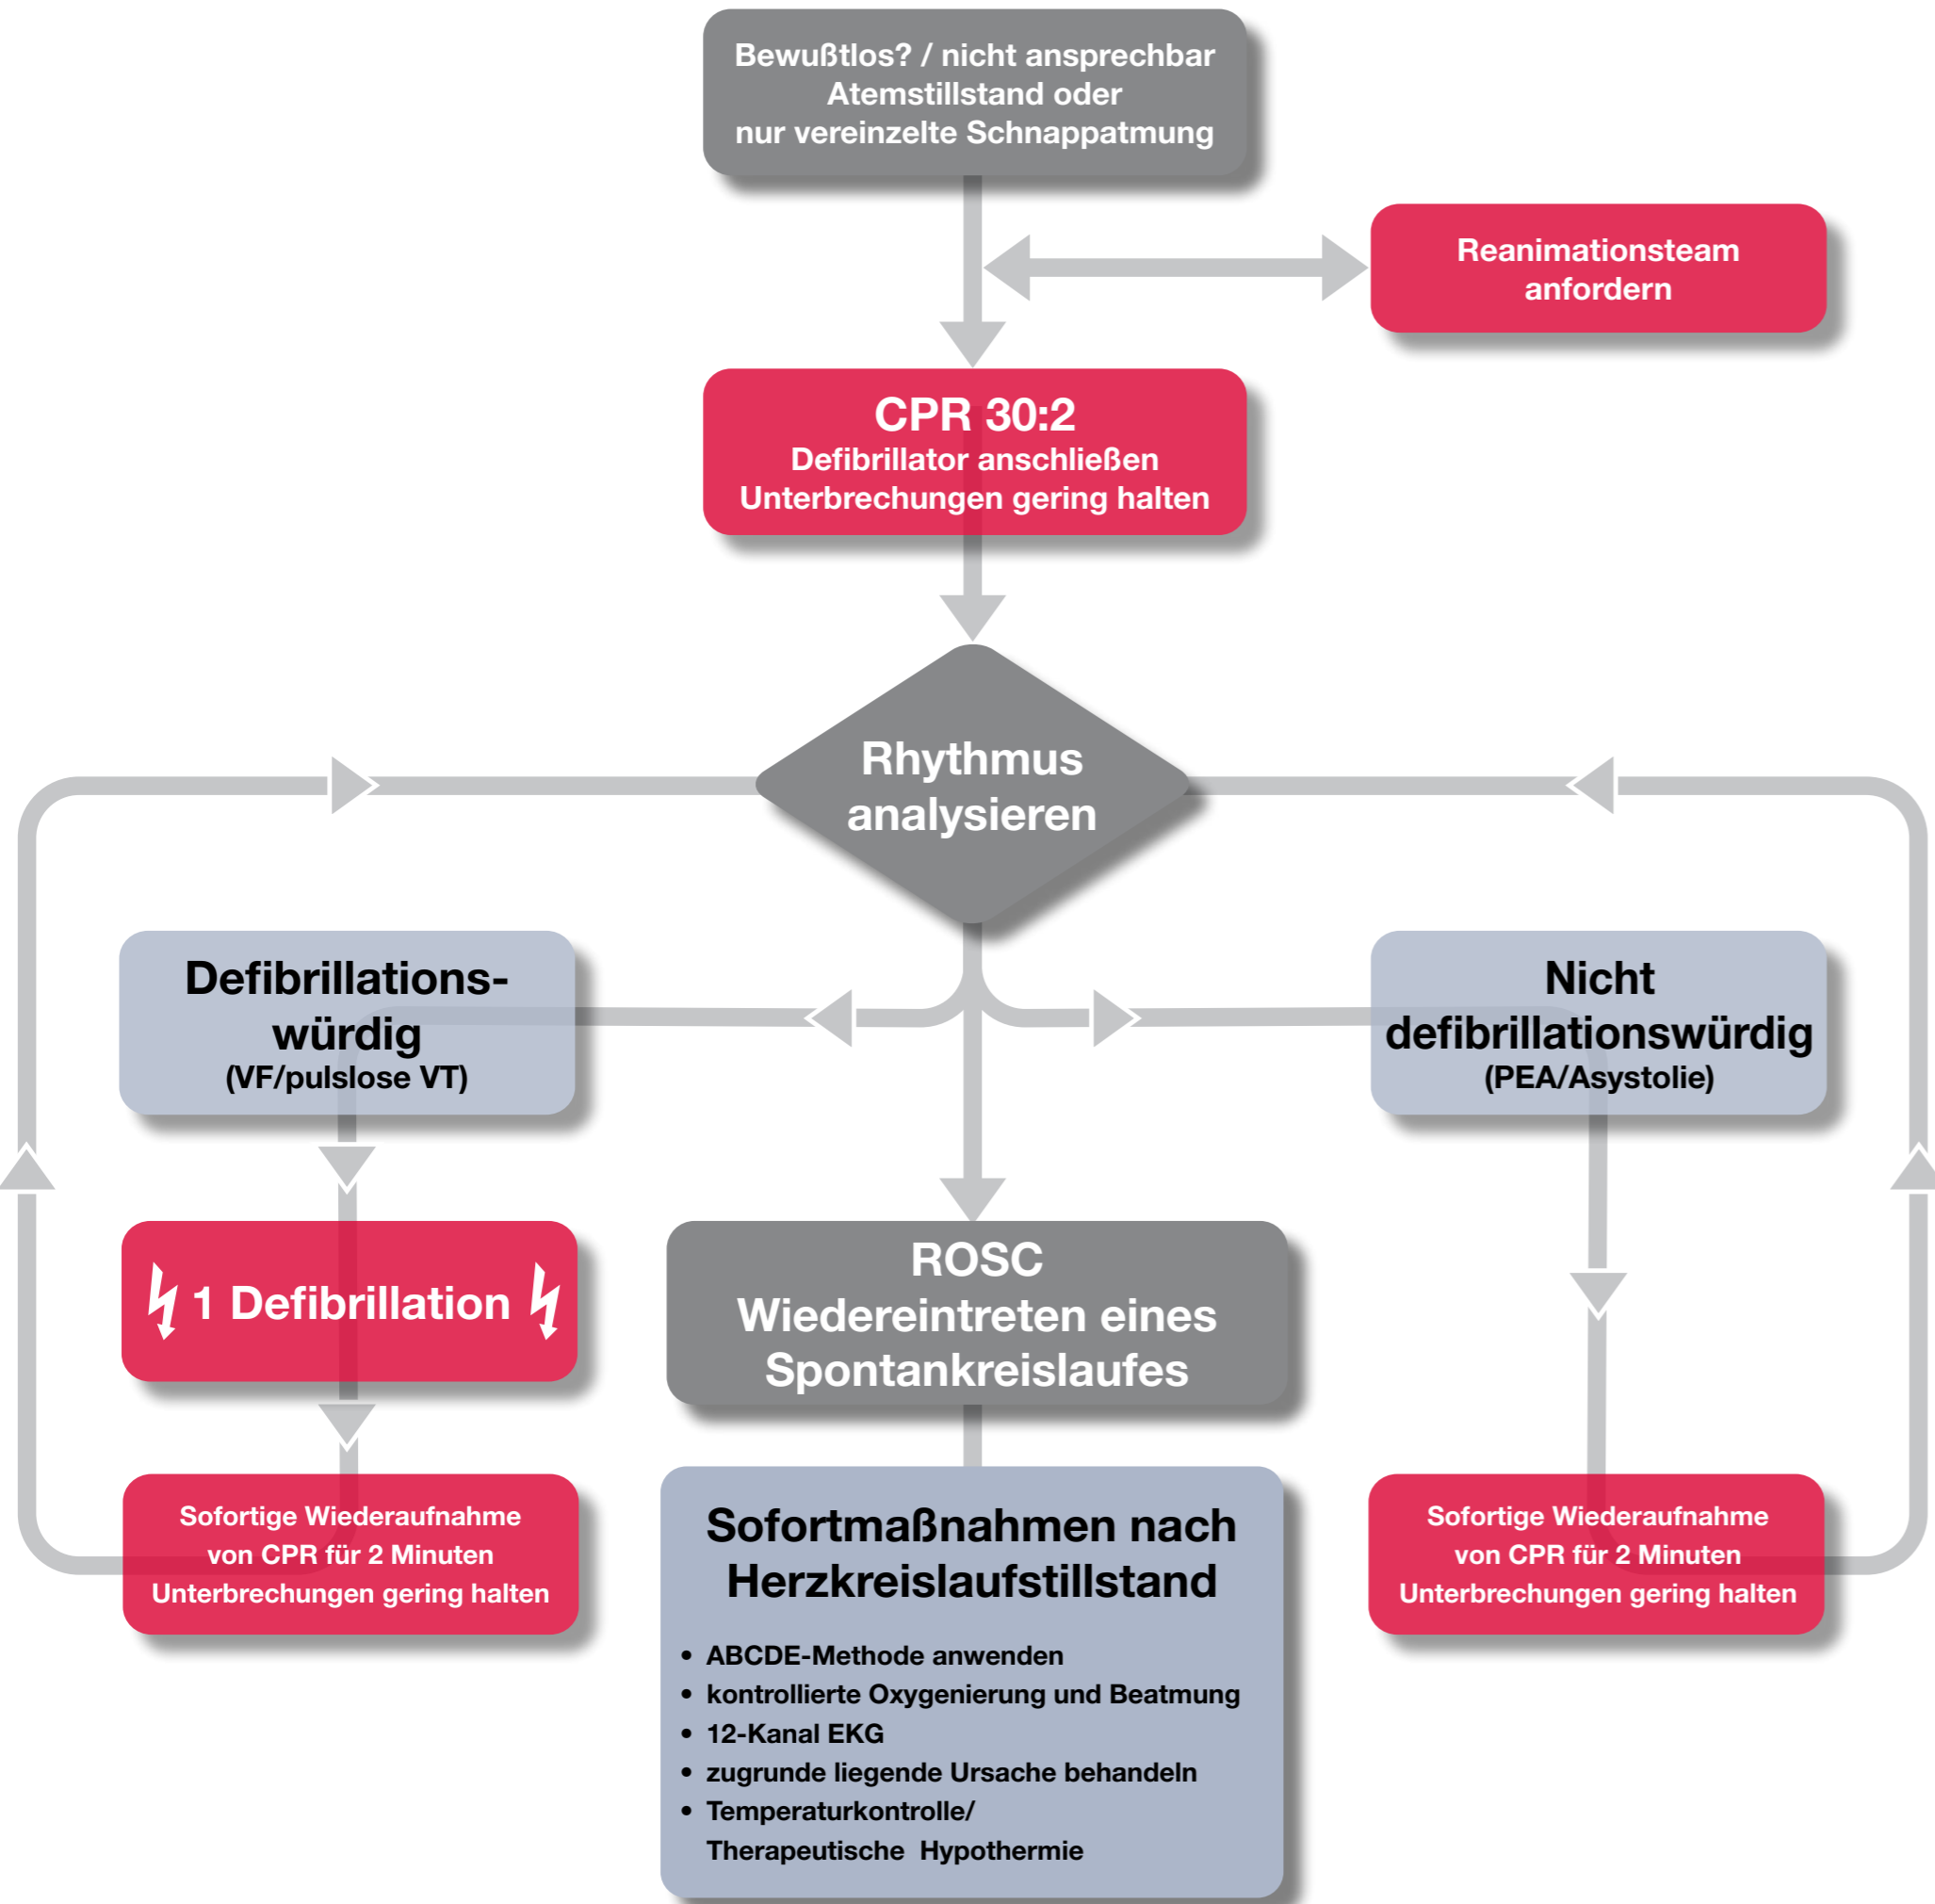 Bewußtlos? / nicht ansprechbar
Atemstillstand oder
nur vereinzelte Schnappatmung
Reanimationsteam
anfordern
CPR 30:2
Defibrillator anschließen
Unterbrechungen gering halten
Rhythmus
analysieren
Defibrillations-
würdig
(VF/pulslose VT)
Nicht
defibrillationswürdig
(PEA/Asystolie)
1 Defibrillation
ROSC
Wiedereintreten eines
Spontankreislaufes
Sofortige Wiederaufnahme
von CPR für 2 Minuten
Unterbrechungen gering halten
Sofortmaßnahmen nach
Herzkreislaufstillstand
• ABCDE-Methode anwenden
• kontrollierte Oxygenierung und Beatmung
• 12-Kanal EKG
• zugrunde liegende Ursache behandeln
• Temperaturkontrolle/
Therapeutische Hypothermie
Sofortige Wiederaufnahme
von CPR für 2 Minuten
Unterbrechungen gering halten